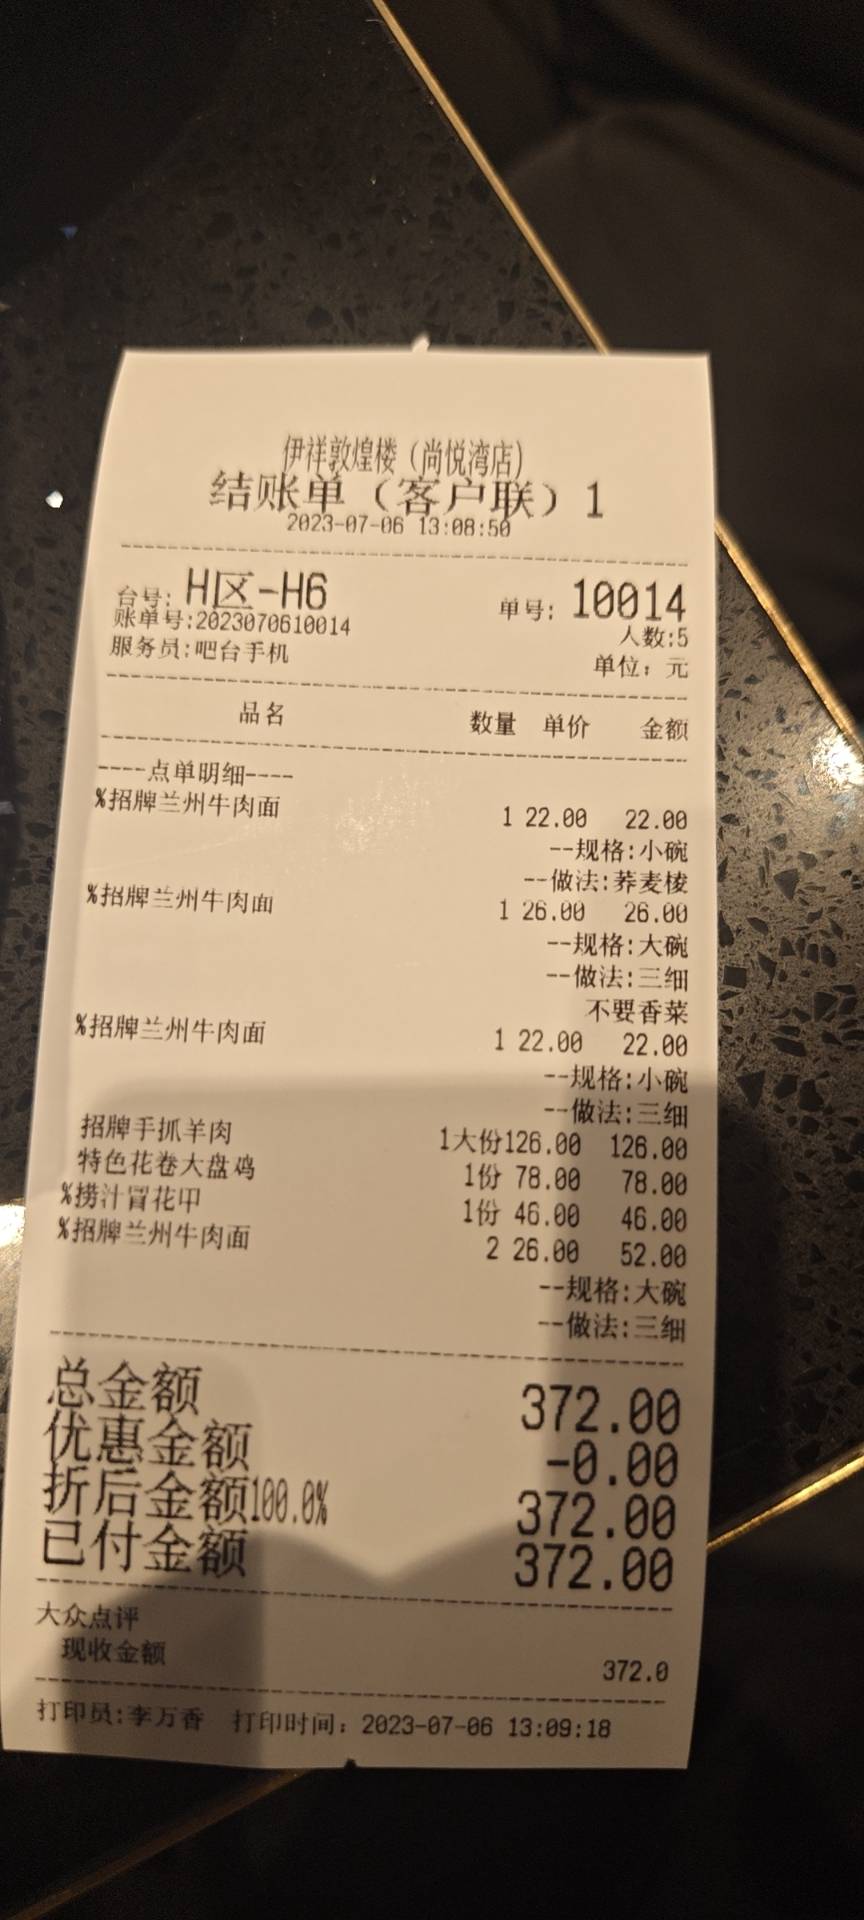 伊祥敦煌楼（尚悦湾店）
结账单（客户联）1
2023-07-06 13:08:50
台号: H区-H6 单号: 10014
账单号:2023070610014 人数:5
服务员:吧台手机 单位：元
品名 数量 单价 金额
----点单明细----
%招牌兰州牛肉面 1 22.00 22.00
--规格:小碗
--做法:荞麦棱
%招牌兰州牛肉面 1 26.00 26.00
--规格:大碗
--做法:三细
不要香菜
%招牌兰州牛肉面 1 22.00 22.00
--规格:小碗
--做法:三细
招牌手抓羊肉 1大份126.00 126.00
特色花卷大盘鸡 1份 78.00 78.00
%捞汁冒花甲 1份 46.00 46.00
%招牌兰州牛肉面 2 26.00 52.00
--规格:大碗
--做法:三细
总金额 372.00
优惠金额 -0.00
折后金额100.0% 372.00
已付金额 372.00
大众点评
现收金额 372.0
打印员:李万香 打印时间：2023-07-06 13:09:18